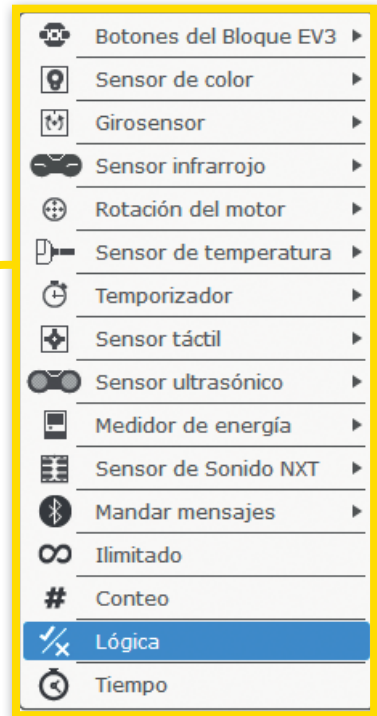 Botones del Bloque EV3
Sensor de color
Girosensor
Sensor infrarrojo
Rotación del motor
Sensor de temperatura
Temporizador
Sensor táctil
Sensor ultrasónico
Medidor de energía
Sensor de Sonido NXT
Mandar mensajes
Ilimitado
# Conteo
Lógica
Tiempo